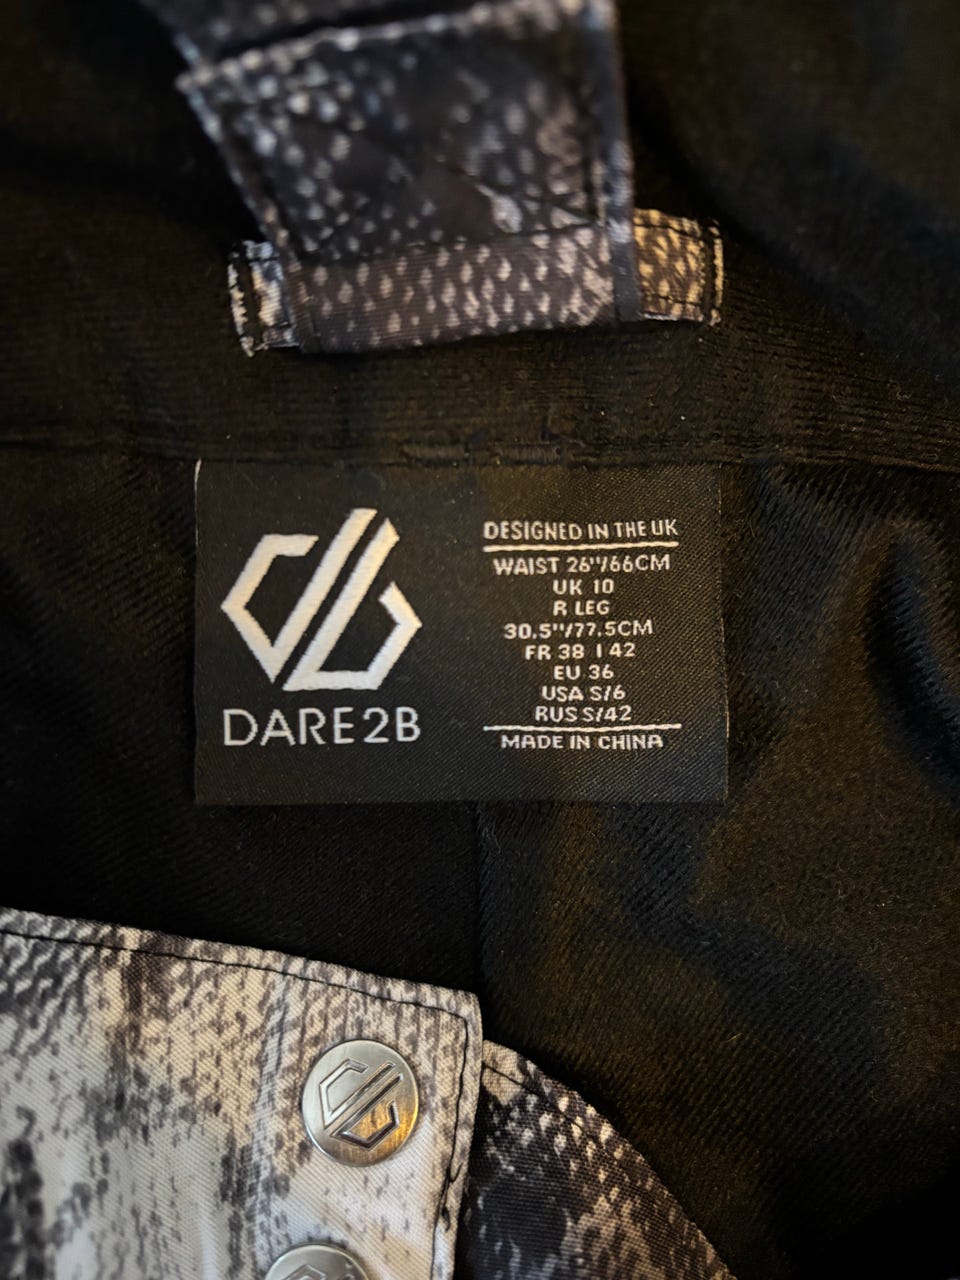 DARE2B
DESIGNED IN THE UK
WAIST 26"/66CM
UK 10
R LEG
30.5"/77.5CM
FR 38 I 42
EU 36
USA S/6
RUS S/42
MADE IN CHINA